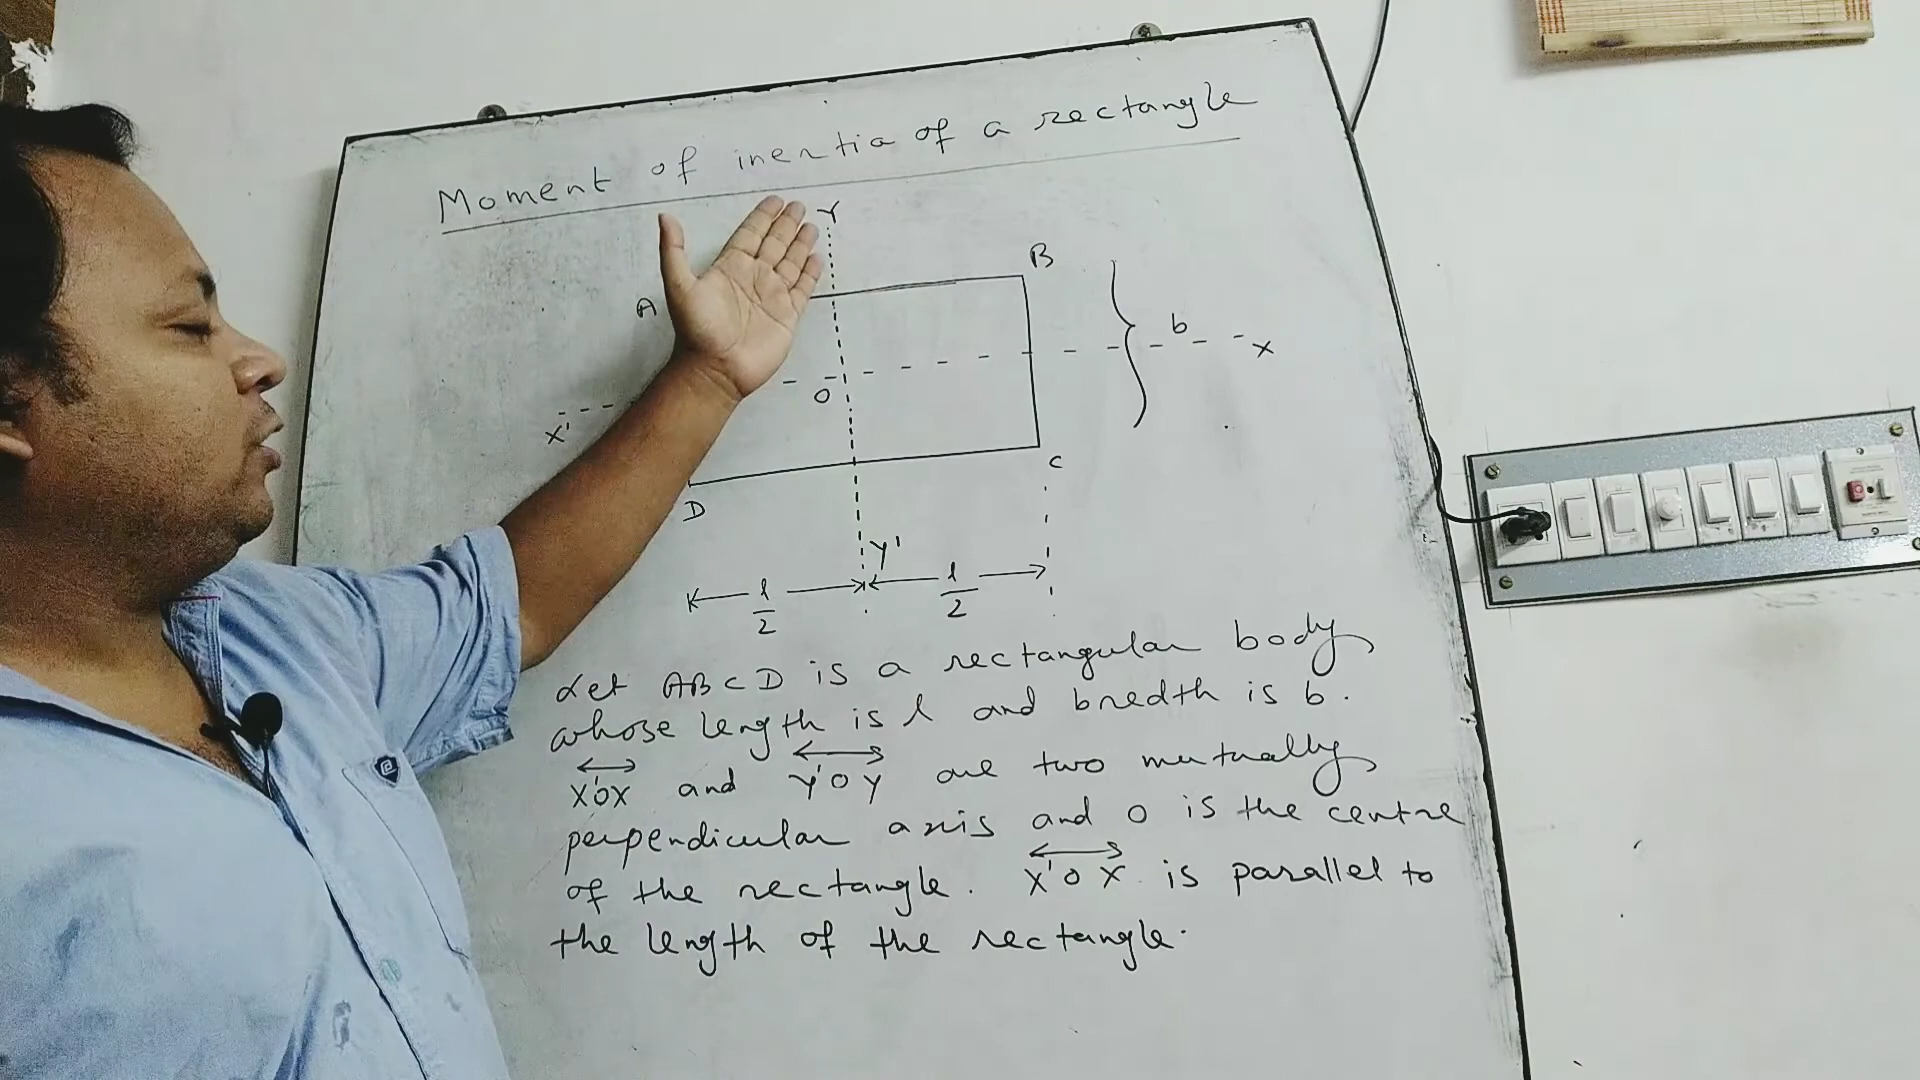 Moment of inertia of a rectangle
Y
B
A
b
X
O
X'
C
D
Y'
l/2 l/2
Let ABCD is a rectangular body
whose length is l and bredth is b.
X'OX and Y'OY are two mutually
perpendicular axis and O is the centre
of the rectangle. X'OX is parallel to
the length of the rectangle.